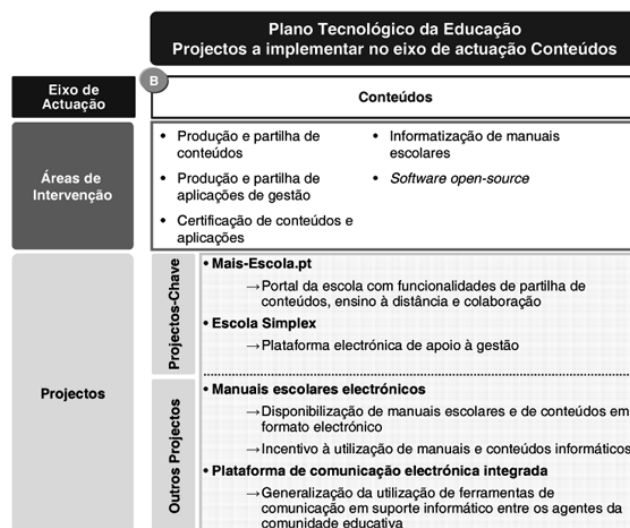 Plano Tecnológico da Educação
Projectos a implementar no eixo de actuação Conteúdos
Eixo de
Actuação
B
Conteúdos
Áreas de
Intervenção
• Produção e partilha de
conteúdos
• Produção e partilha de
aplicações de gestão
• Certificação de conteúdos e
aplicações
• Informatização de manuais
escolares
• Software open-source
Projectos
Projectos-Chave
• Mais-Escola.pt
→Portal da escola com funcionalidades de partilha de
conteúdos, ensino à distância e colaboração
• Escola Simplex
→Plataforma electrónica de apoio à gestão
Outros Projectos
• Manuais escolares electrónicos
→Disponibilização de manuais escolares e de conteúdos em
formato electrónico
→Incentivo à utilização de manuais e conteúdos informáticos
• Plataforma de comunicação electrónica integrada
→Generalização da utilização de ferramentas de
comunicação em suporte informático entre os agentes da
comunidade educativa